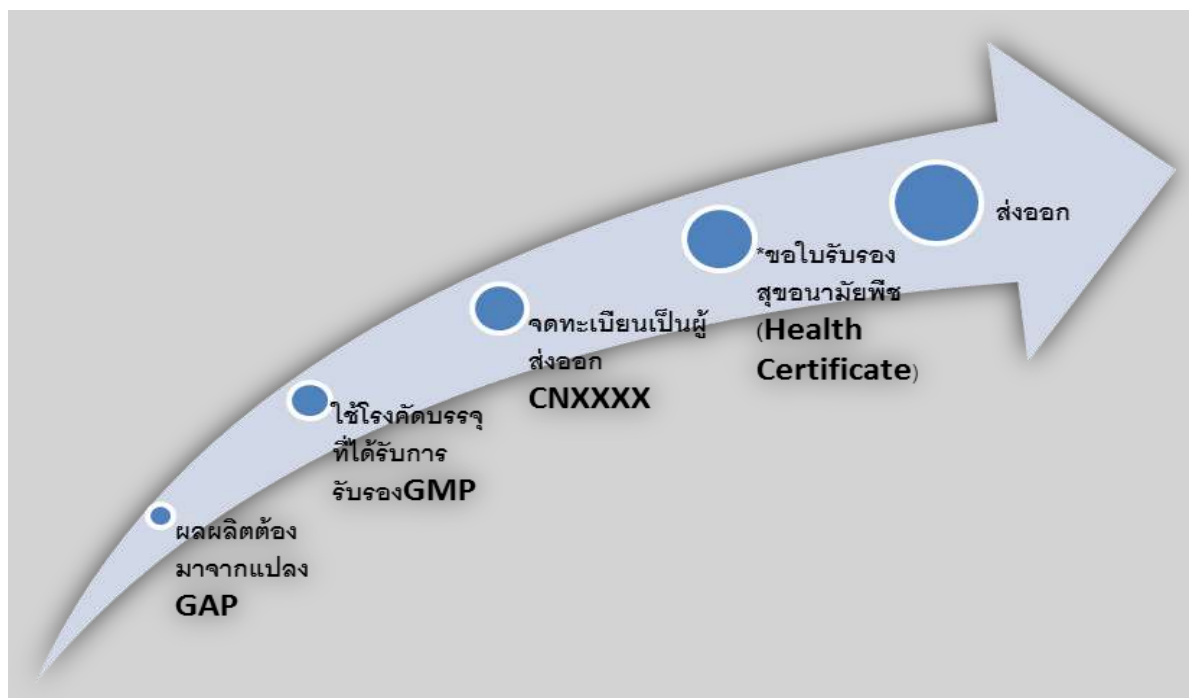 ผลผลิตต้อง
มาจากแปลง
GAP
ใช้โรงคัดบรรจุ
ที่ได้รับการ
รับรองGMP
จดทะเบียนเป็นผู้
ส่งออก
CNXXXX
*ขอใบรับรอง
สุขอนามัยพืช
(Health
Certificate)
ส่งออก